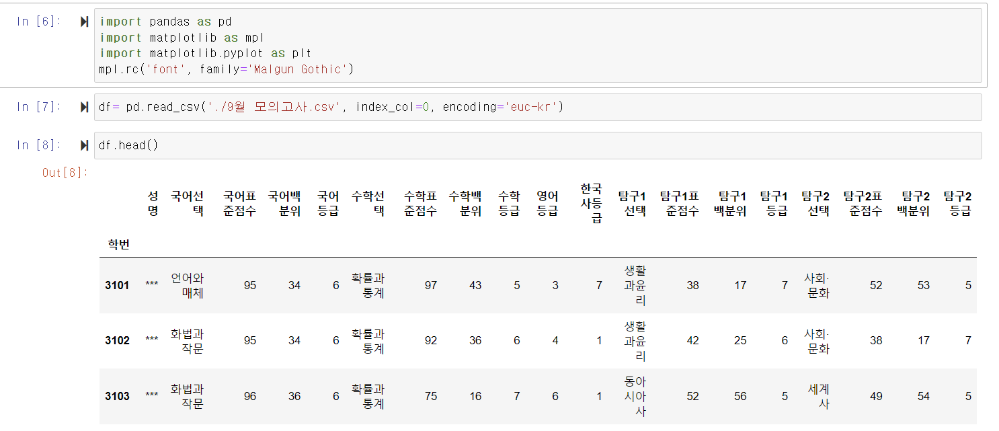 In [6]:
import pandas as pd
import matplotlib as mpl
import matplotlib.pyplot as plt
mpl.rc('font', family='Malgun Gothic')
In [7]: df= pd.read_csv('./9월 모의고사.csv', index_col=0, encoding='euc-kr')
In [8]: df.head()
Out[8]:
성명 국어선택 국어표준점수 국어백분위 국어등급 수학선택 수학표준점수 수학백분위 수학등급 영어등급 한국사등급 탐구1선택 탐구1표준점수 탐구1백분위 탐구1등급 탐구2선택 탐구2표준점수 탐구2백분위 탐구2등급
학번
3101 *** 언어와매체 95 34 6 확률과통계 97 43 5 3 7 생활과윤리 38 17 7 사회·문화 52 53 5
3102 *** 화법과작문 95 34 6 확률과통계 92 36 6 4 1 생활과윤리 42 25 6 사회·문화 38 17 7
3103 *** 화법과작문 96 36 6 확률과통계 75 16 7 6 1 동아시아사 52 56 5 세계사 49 54 5